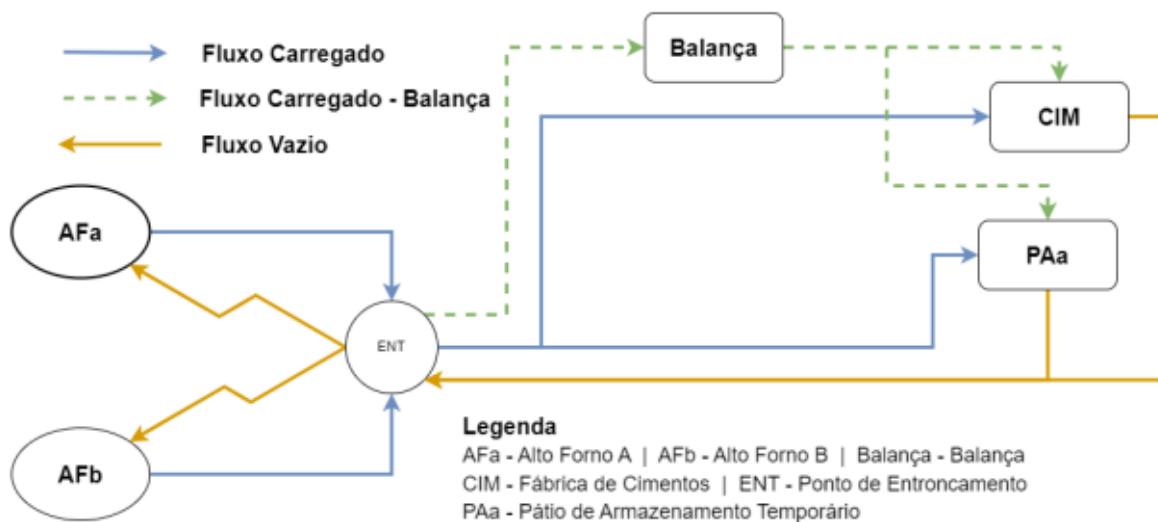 Fluxo Carregado
Fluxo Carregado - Balança
Fluxo Vazio
Balança
CIM
AFa
PAa
ENT
AFb
Legenda
AFa - Alto Forno A | AFb - Alto Forno B | Balança - Balança
CIM - Fábrica de Cimentos | ENT - Ponto de Entroncamento
PAa - Pátio de Armazenamento Temporário